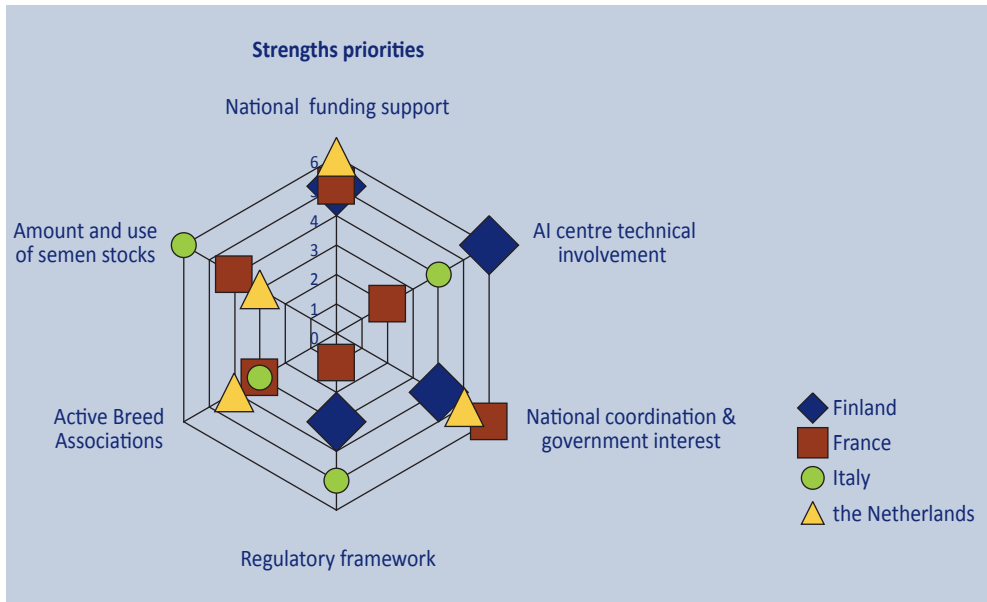 Strengths priorities
National funding support
6
5
4
3
2
1
0
Amount and use
of semen stocks
AI centre technical
involvement
Active Breed
Associations
National coordination &
government interest
Regulatory framework
Finland
France
Italy
the Netherlands